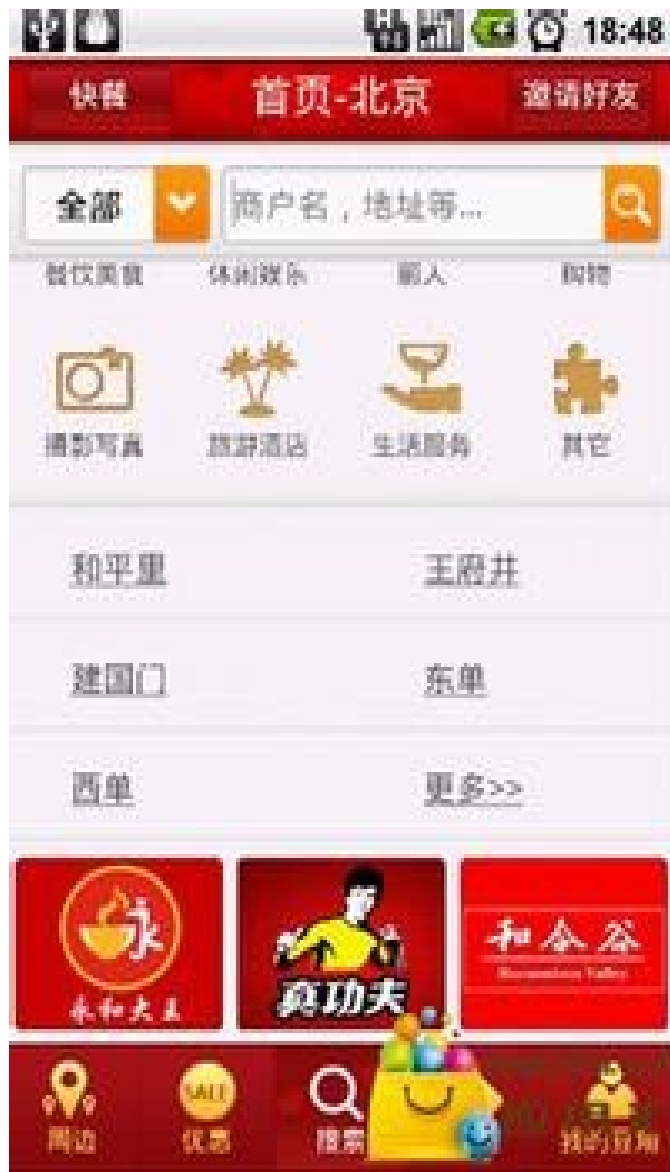 18:48
快餐 首页-北京 邀请好友
全部 商户名，地址等...
餐饮美食 休闲娱乐 丽人 购物
摄影写真 旅游酒店 生活服务 其它
和平里 王府井
建国门 东单
西单 更多>>
永 和合谷
永和大王 真功夫
SALE
周边 优惠 搜索